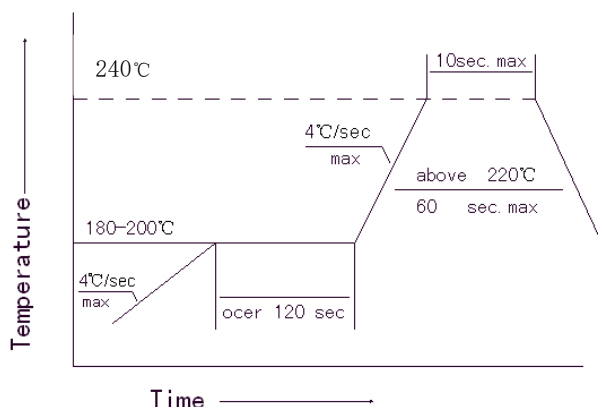 240℃
10sec. max
4℃/sec
max
above 220℃
60 sec. max
180-200℃
4℃/sec
max
ocer 120 sec
Temperature
Time